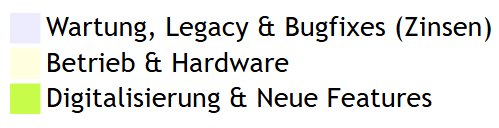 Wartung, Legacy & Bugfixes (Zinsen)
Betrieb & Hardware
Digitalisierung & Neue Features